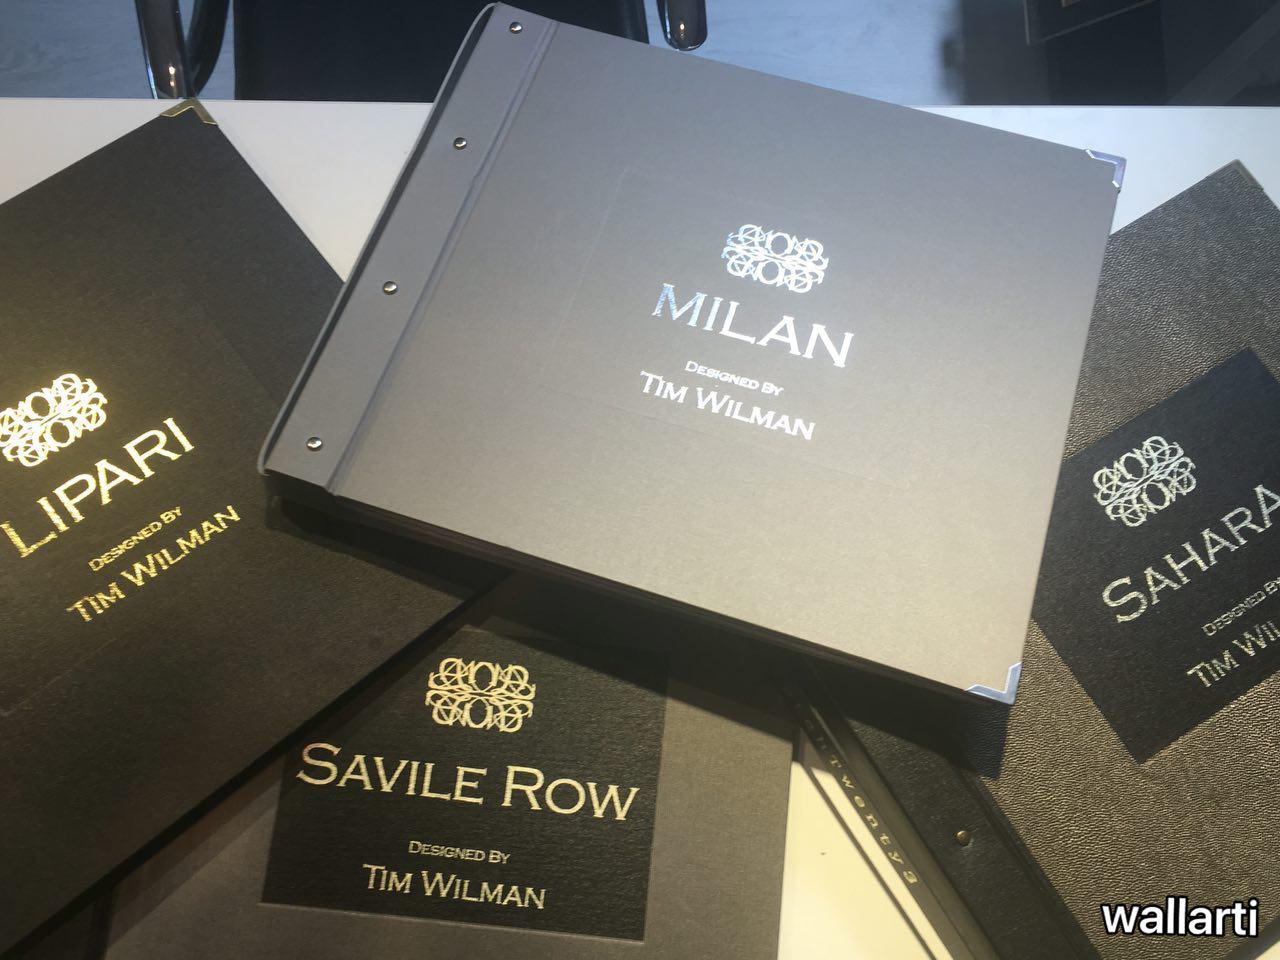 MILAN
DESIGNED BY
TIM WILMAN
LIPARI
DESIGNED BY
TIM WILMAN
SAVILE ROW
DESIGNED BY
TIM WILMAN
SAHARA
DESIGNED BY
TIM
wallarti